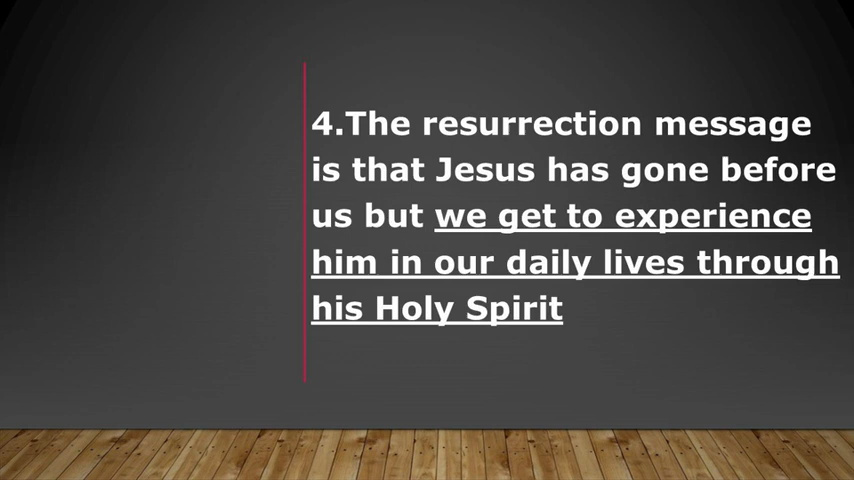 4.The resurrection message
is that Jesus has gone before
us but we get to experience
him in our daily lives through
his Holy Spirit